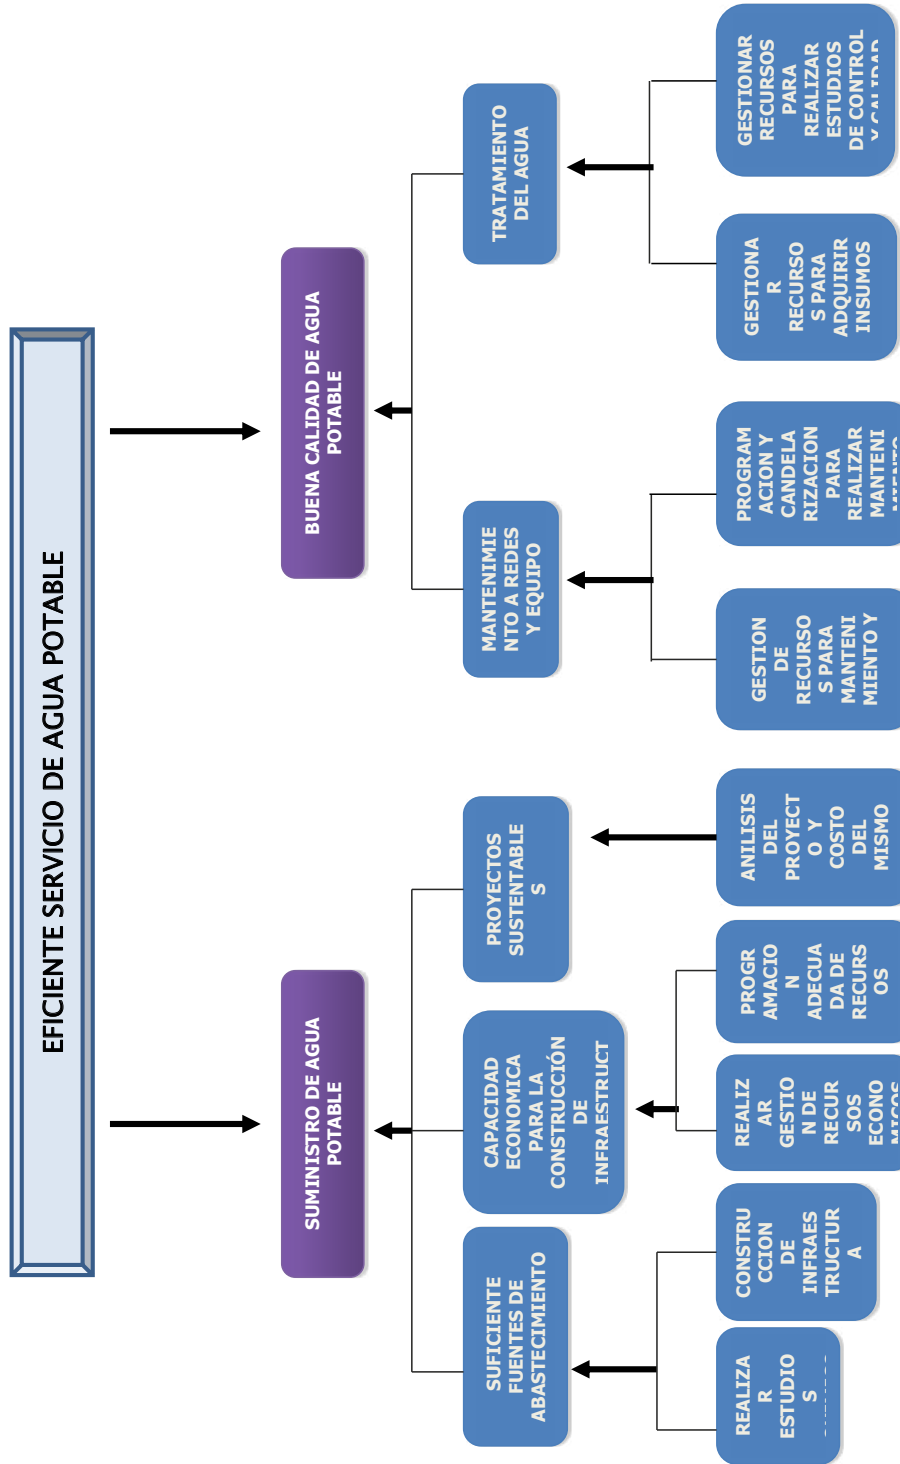 EFICIENTE SERVICIO DE AGUA POTABLE
SUMINISTRO DE AGUA
POTABLE
BUENA CALIDAD DE AGUA
POTABLE
SUFICIENTE
FUENTES DE
ABASTECIMIENTO
CAPACIDAD
ECONOMICA
PARA LA
CONSTRUCCIÓN
DE
INFRAESTRUCT
PROYECTOS
SUSTENTABLE
S
MANTENIMIE
NTO A REDES
Y EQUIPO
TRATAMIENTO
DEL AGUA
REALIZA
R
ESTUDIO
S
CONSTRU
CCION
DE
INFRAES
TRUCTUR
A
REALIZ
AR
GESTIO
N DE
RECUR
SOS
ECONO
MICOS
PROGR
AMACIO
N
ADECUA
DA DE
RECURS
OS
ANILISIS
DEL
PROYECT
O Y
COSTO
DEL
MISMO
GESTION
DE
RECURSO
S PARA
MANTENI
MIENTO Y
PROGRAM
ACION Y
CANDELA
RIZACION
PARA
REALIZAR
MANTENI
MIENTO
GESTIONA
R
RECURSO
S PARA
ADQUIRIR
INSUMOS
GESTIONAR
RECURSOS
PARA
REALIZAR
ESTUDIOS
DE CONTROL
Y CALIDAD